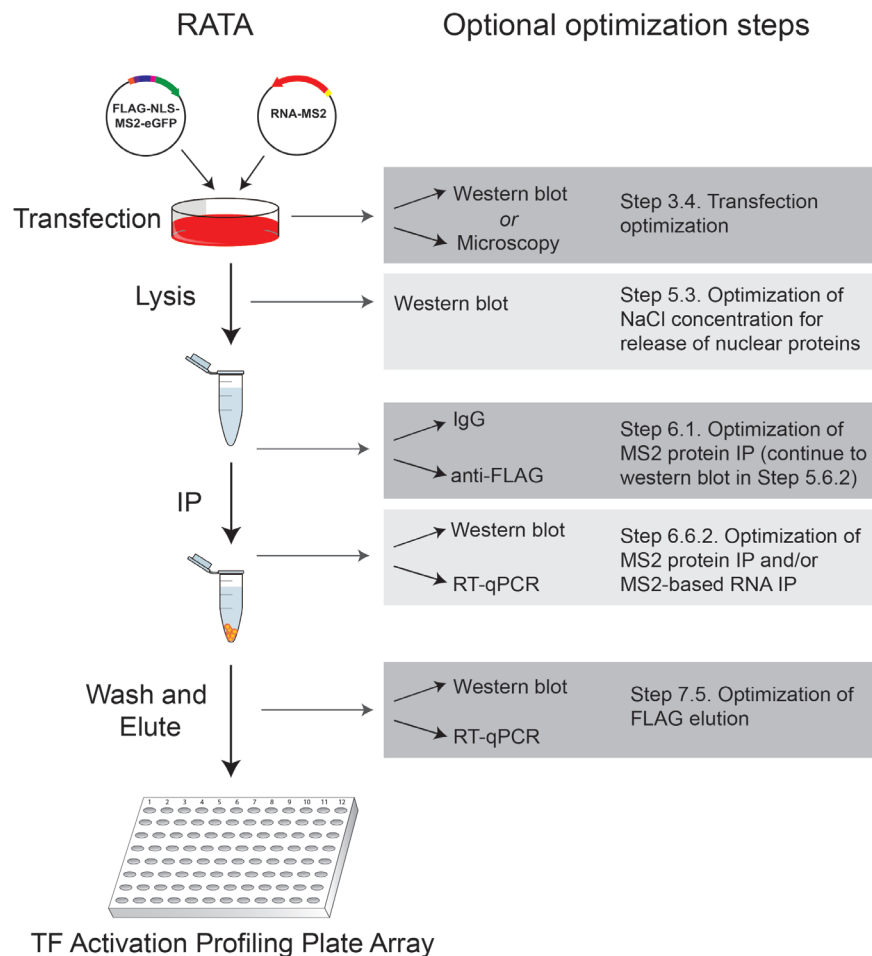 RATA
Optional optimization steps
FLAG-NLS-
MS2-eGFP
RNA-MS2
Transfection
Western blot
or
Microscopy
Step 3.4. Transfection
optimization
Lysis
Western blot
Step 5.3. Optimization of
NaCl concentration for
release of nuclear proteins
IgG
anti-FLAG
Step 6.1. Optimization of
MS2 protein IP (continue to
western blot in Step 5.6.2)
IP
Western blot
RT-qPCR
Step 6.6.2. Optimization of
MS2 protein IP and/or
MS2-based RNA IP
Wash and
Elute
Western blot
RT-qPCR
Step 7.5. Optimization of
FLAG elution
1 2 3 4 5 6 7 8 9 10 11 12
TF Activation Profiling Plate Array